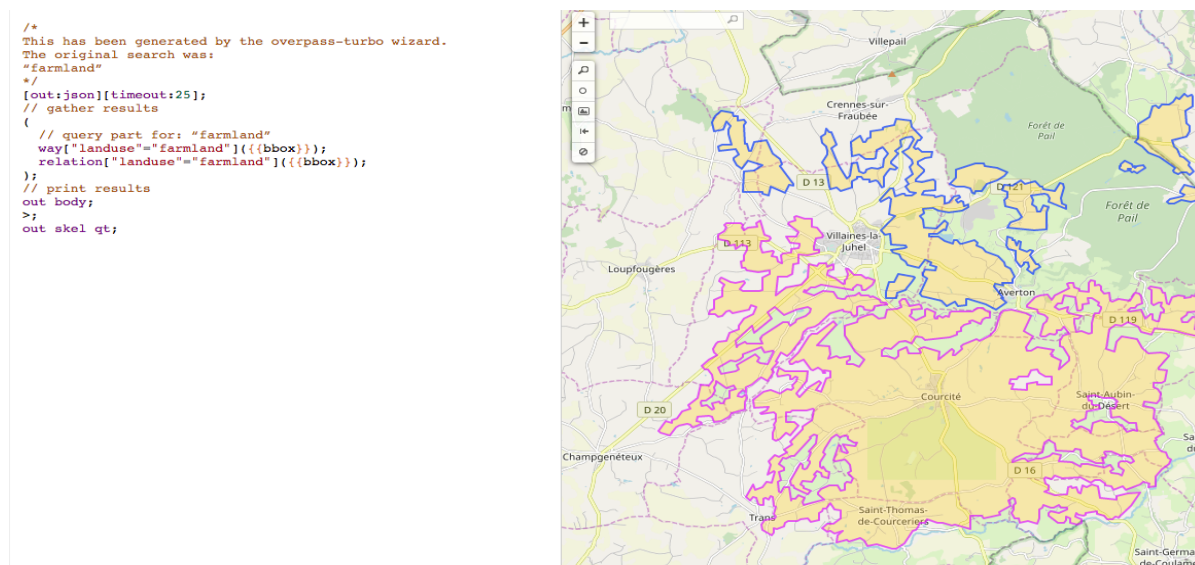 /*
This has been generated by the overpass-turbo wizard.
The original search was:
“farmland”
*/
[out:json][timeout:25];
// gather results
(
  // query part for: “farmland”
  way["landuse"="farmland"]({{bbox}});
  relation["landuse"="farmland"]({{bbox}});
);
// print results
out body;
>;
out skel qt;
+
−
Villepail
Crennes-sur-
Fraubée
Forêt de
Pail
D 13
D 121
Forêt de
Pail
Villaines-la-
Juhel
D 113
Loupfougères
Averton
D 119
Courcité
Saint-Aubin-
du-Désert
D 20
Champgenéteux
D 16
Trans
Saint-Thomas-
de-Courceriers
Saint-Germa
de-Coulame